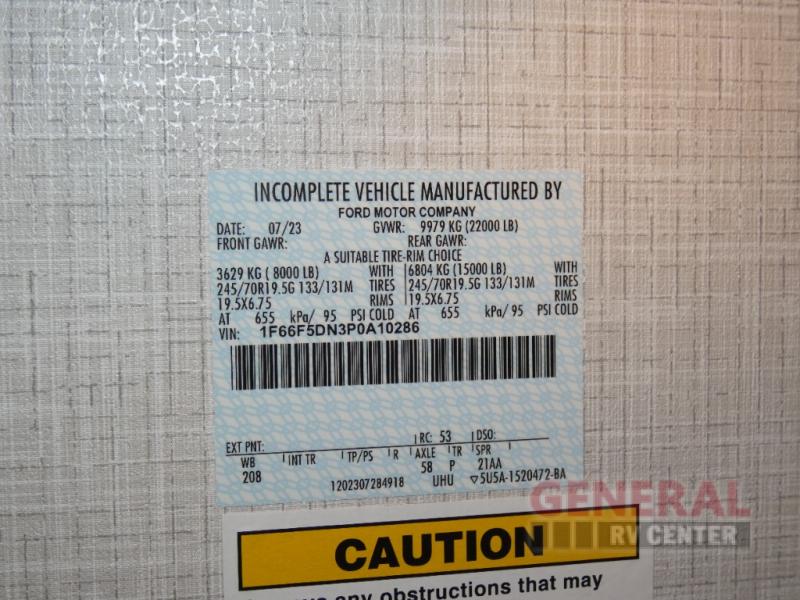 INCOMPLETE VEHICLE MANUFACTURED BY
FORD MOTOR COMPANY
DATE: 07/23 GVWR: 9979 KG (22000 LB)
FRONT GAWR: REAR GAWR:
A SUITABLE TIRE-RIM CHOICE
3629 KG ( 8000 LB) WITH 6804 KG (15000 LB) WITH
245/70R19.5G 133/131M TIRES 245/70R19.5G 133/131M TIRES
19.5X6.75 RIMS 19.5X6.75 RIMS
AT 655 kPa/ 95 PSI COLD AT 655 kPa/ 95 PSI COLD
VIN: 1F66F5DN3P0A10286
EXT PNT: RC: 53 DSO:
WB INT TR TP/PS R AXLE TR SPR
208 58 P 21AA
1202307284918 UHU ▽5U5A-1520472-BA
GENERAL
RV CENTER
CAUTION
any obstructions that may